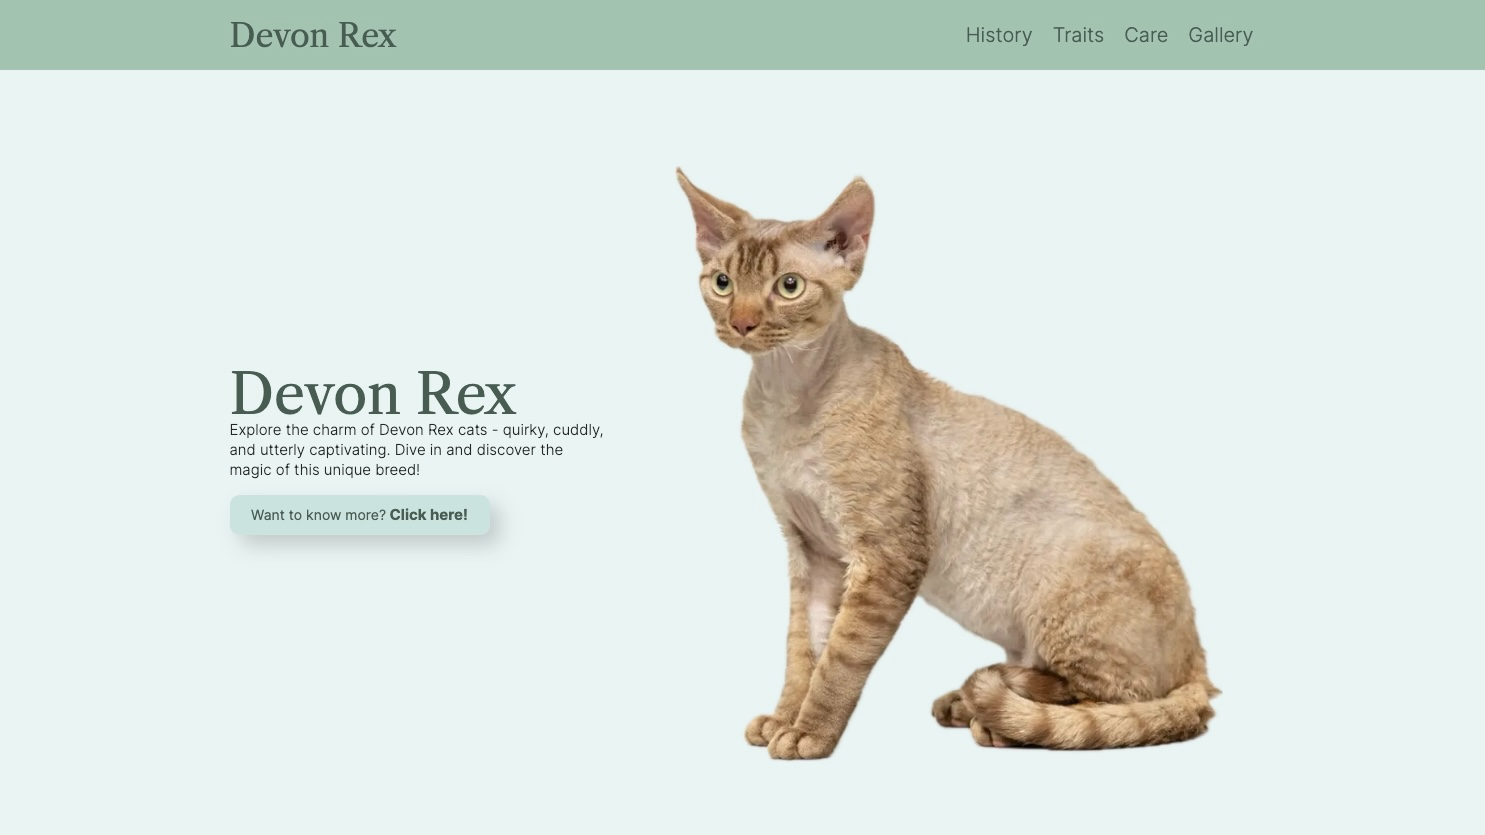 Devon Rex
History Traits Care Gallery
Devon Rex
Explore the charm of Devon Rex cats - quirky, cuddly,
and utterly captivating. Dive in and discover the
magic of this unique breed!
Want to know more? Click here!